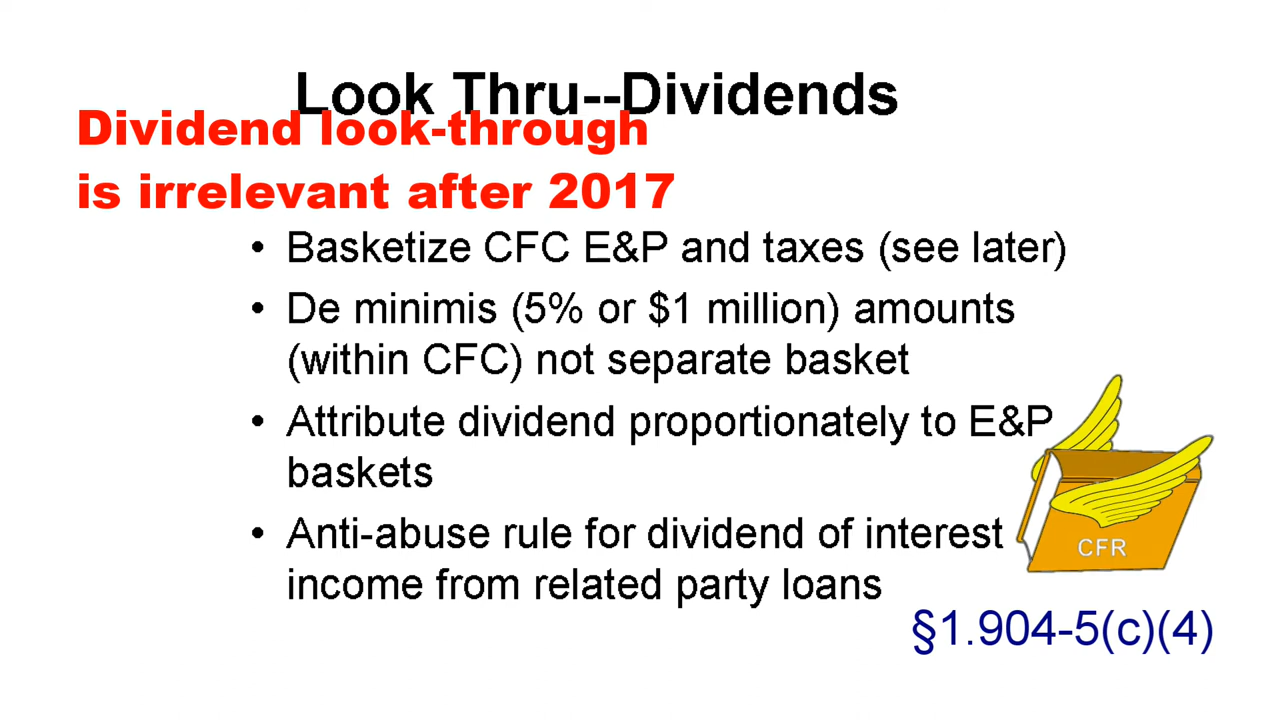 Look Thru--Dividends
Dividend look-through
is irrelevant after 2017
• Basketize CFC E&P and taxes (see later)
• De minimis (5% or $1 million) amounts
(within CFC) not separate basket
• Attribute dividend proportionately to E&P
baskets
• Anti-abuse rule for dividend of interest
income from related party loans
CFR
§1.904-5(c)(4)